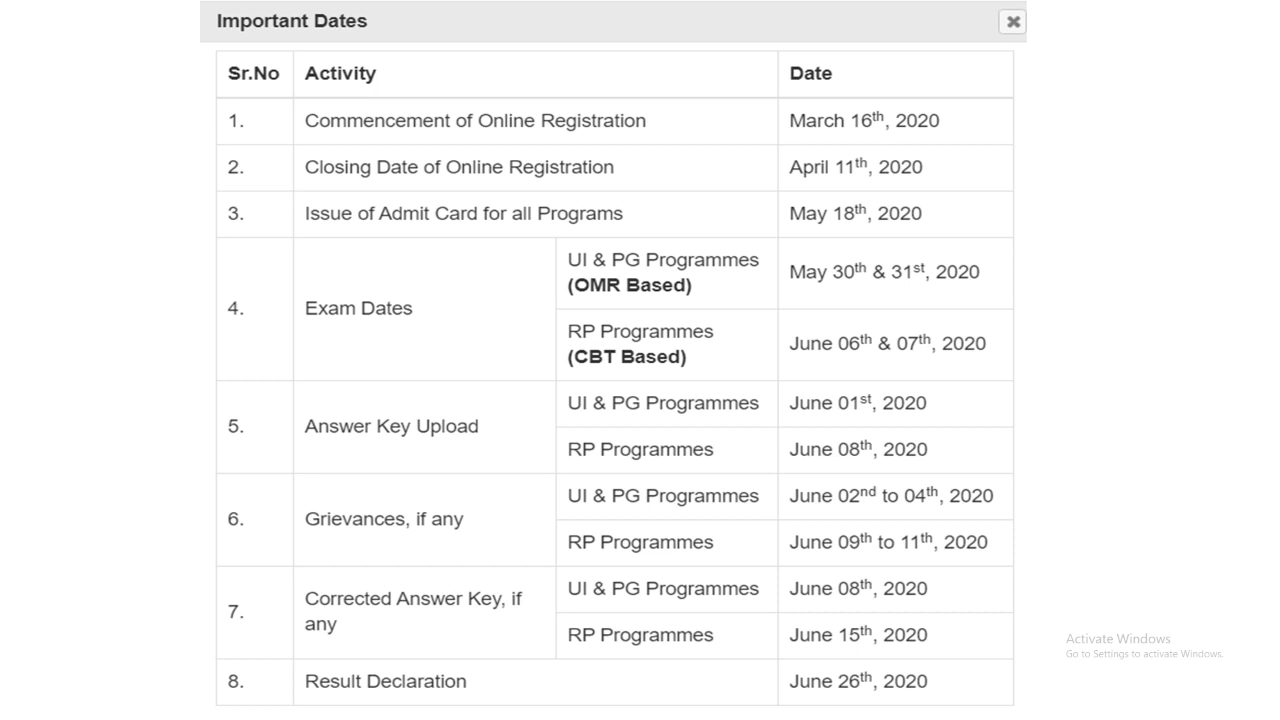 Important Dates
Sr.No Activity Date
1. Commencement of Online Registration March 16th, 2020
2. Closing Date of Online Registration April 11th, 2020
3. Issue of Admit Card for all Programs May 18th, 2020
4. Exam Dates
UI & PG Programmes
(OMR Based)
May 30th & 31st, 2020
RP Programmes
(CBT Based)
June 06th & 07th, 2020
5. Answer Key Upload
UI & PG Programmes June 01st, 2020
RP Programmes June 08th, 2020
6. Grievances, if any
UI & PG Programmes June 02nd to 04th, 2020
RP Programmes June 09th to 11th, 2020
7. Corrected Answer Key, if
any
UI & PG Programmes June 08th, 2020
RP Programmes June 15th, 2020
8. Result Declaration June 26th, 2020
Activate Windows
Go to Settings to activate Windows.